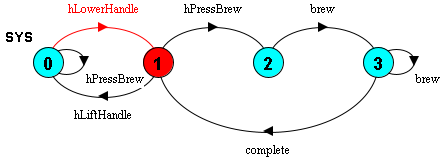 hLowerHandle
hPressBrew
brew
SYS
0
1
2
3
hPressBrew
brew
hLiftHandle
complete